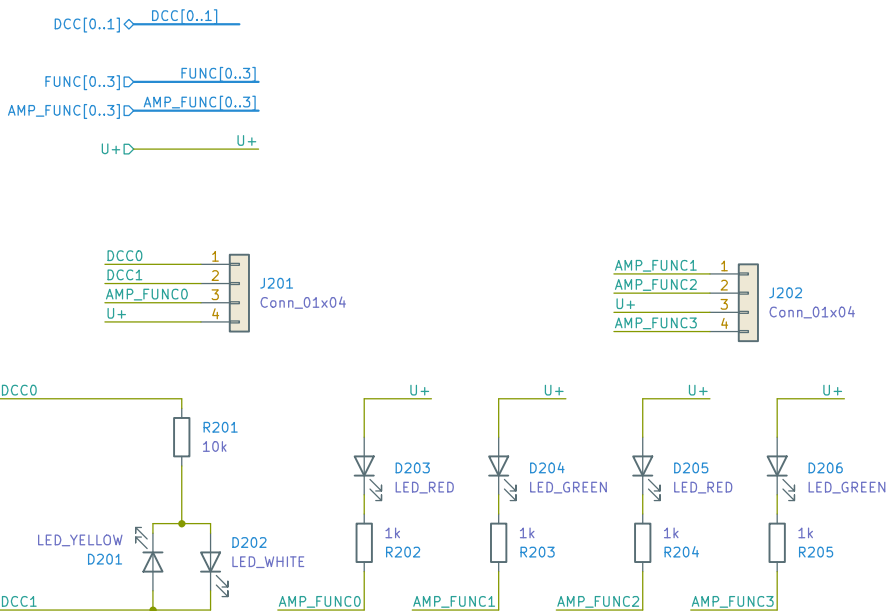 DCC[0..1] DCC[0..1]
FUNC[0..3] FUNC[0..3]
AMP_FUNC[0..3] AMP_FUNC[0..3]
U+ U+
DCC0 1
DCC1 2
AMP_FUNC0 3
U+ 4
J201
Conn_01x04
AMP_FUNC1 1
AMP_FUNC2 2
U+ 3
AMP_FUNC3 4
J202
Conn_01x04
DCC0
R201
10k
LED_YELLOW
D201
D202
LED_WHITE
DCC1
U+
D203
LED_RED
1k
R202
AMP_FUNC0
U+
D204
LED_GREEN
1k
R203
AMP_FUNC1
U+
D205
LED_RED
1k
R204
AMP_FUNC2
U+
D206
LED_GREEN
1k
R205
AMP_FUNC3